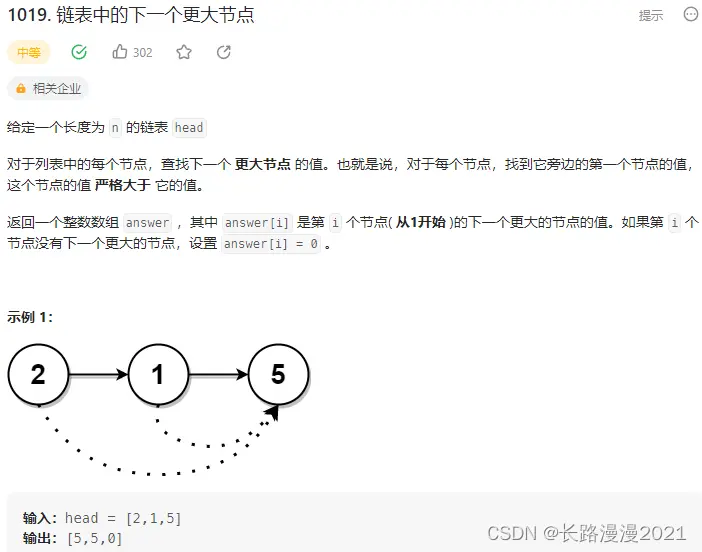 1019. 链表中的下一个更大节点
提示
中等
302
相关企业
给定一个长度为 n 的链表 head
对于列表中的每个节点，查找下一个 更大节点 的值。也就是说，对于每个节点，找到它旁边的第一个节点的值，
这个节点的值 严格大于 它的值。
返回一个整数数组 answer ，其中 answer[i] 是第 i 个节点( 从1开始 )的下一个更大的节点的值。如果第 i 个
节点没有下一个更大的节点，设置 answer[i] = 0 。
示例 1：
2
1
5
输入：head = [2,1,5]
输出：[5,5,0]
CSDN @长路漫漫2021